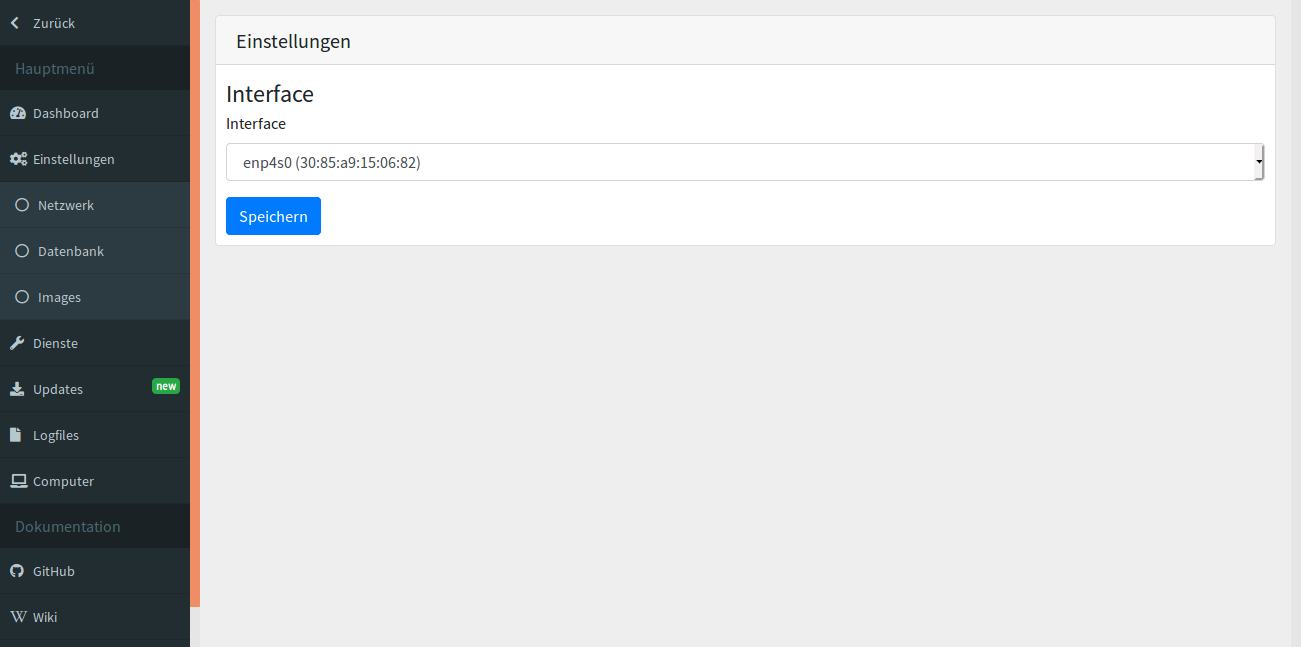 Zurück
Hauptmenü
Dashboard
Einstellungen
Netzwerk
Datenbank
Images
Dienste
Updates new
Logfiles
Computer
Dokumentation
GitHub
Wiki
Einstellungen
Interface
Interface
enp4s0 (30:85:a9:15:06:82)
Speichern